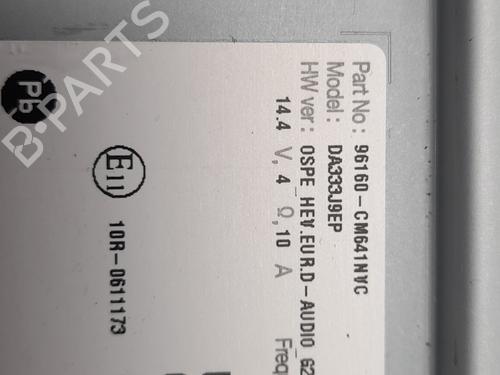 Part No : 96160-CM641NVC
Model : DA333J9EP
HW ver : OSPE_HEV.EUR.D-AUDIO_62
14.4 V, 4 Ω, 10 A
Freq
Pb
E11
10R-0611173
B-PARTS